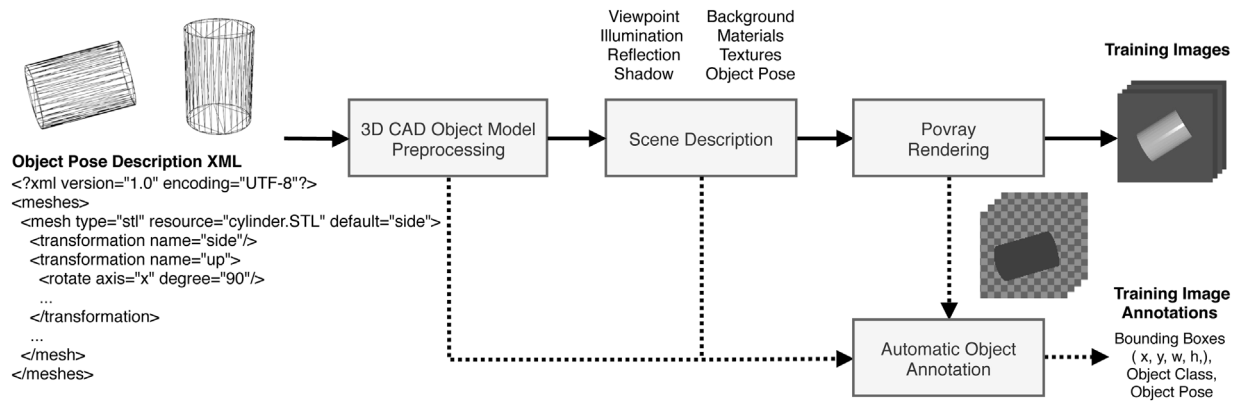 Viewpoint
Illumination
Reflection
Shadow
Background
Materials
Textures
Object Pose
Training Images
3D CAD Object Model
Preprocessing
Scene Description
Povray
Rendering
Object Pose Description XML
<?xml version="1.0" encoding="UTF-8"?>
<meshes>
<mesh type="stl" resource="cylinder.STL" default="side">
<transformation name="side"/>
<transformation name="up">
<rotate axis="x" degree="90"/>
...
</transformation>
...
</mesh>
</meshes>
Automatic Object
Annotation
Training Image
Annotations
Bounding Boxes
( x, y, w, h,),
Object Class,
Object Pose